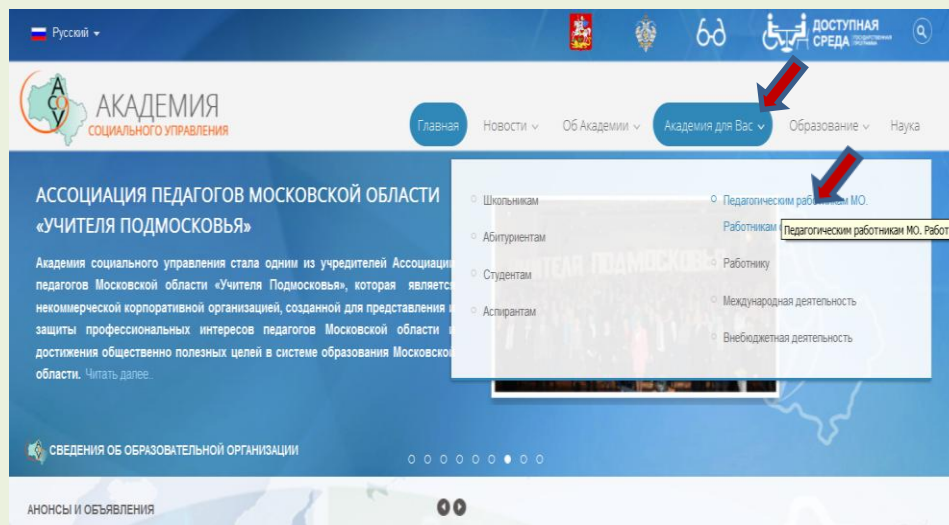 Русский
ДОСТУПНАЯ
СРЕДА
АСОУ
АКАДЕМИЯ
СОЦИАЛЬНОГО УПРАВЛЕНИЯ
Главная
Новости
Об Академии
Академия для Вас
Образование
Наука
АССОЦИАЦИЯ ПЕДАГОГОВ МОСКОВСКОЙ ОБЛАСТИ
«УЧИТЕЛЯ ПОДМОСКОВЬЯ»
Академия социального управления стала одним из учредителей Ассоциации
педагогов Московской области «Учителя Подмосковья», которая является
некоммерческой корпоративной организацией, созданной для представления и
защиты профессиональных интересов педагогов Московской области и
достижения общественно полезных целей в системе образования Московской
области. Читать далее..
Школьникам
Абитуриентам
Студентам
Аспирантам
Педагогическим работникам МО.
Работникам
Педагогическим работникам МО. Работ
Работнику
Международная деятельность
Внебюджетная деятельность
УЧИТЕЛЯ ПОДМОСКОВЬЯ
СВЕДЕНИЯ ОБ ОБРАЗОВАТЕЛЬНОЙ ОРГАНИЗАЦИИ
АНОНСЫ И ОБЪЯВЛЕНИЯ